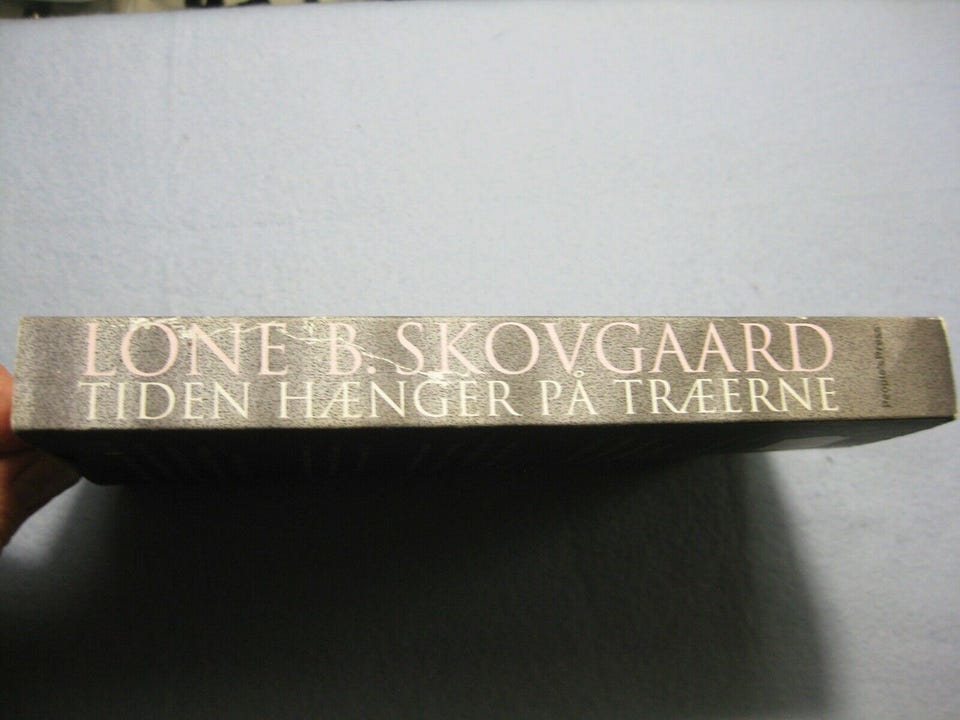 LONE B. SKOVGAARD
TIDEN HÆNGER PÅ TRÆERNE
People's Press